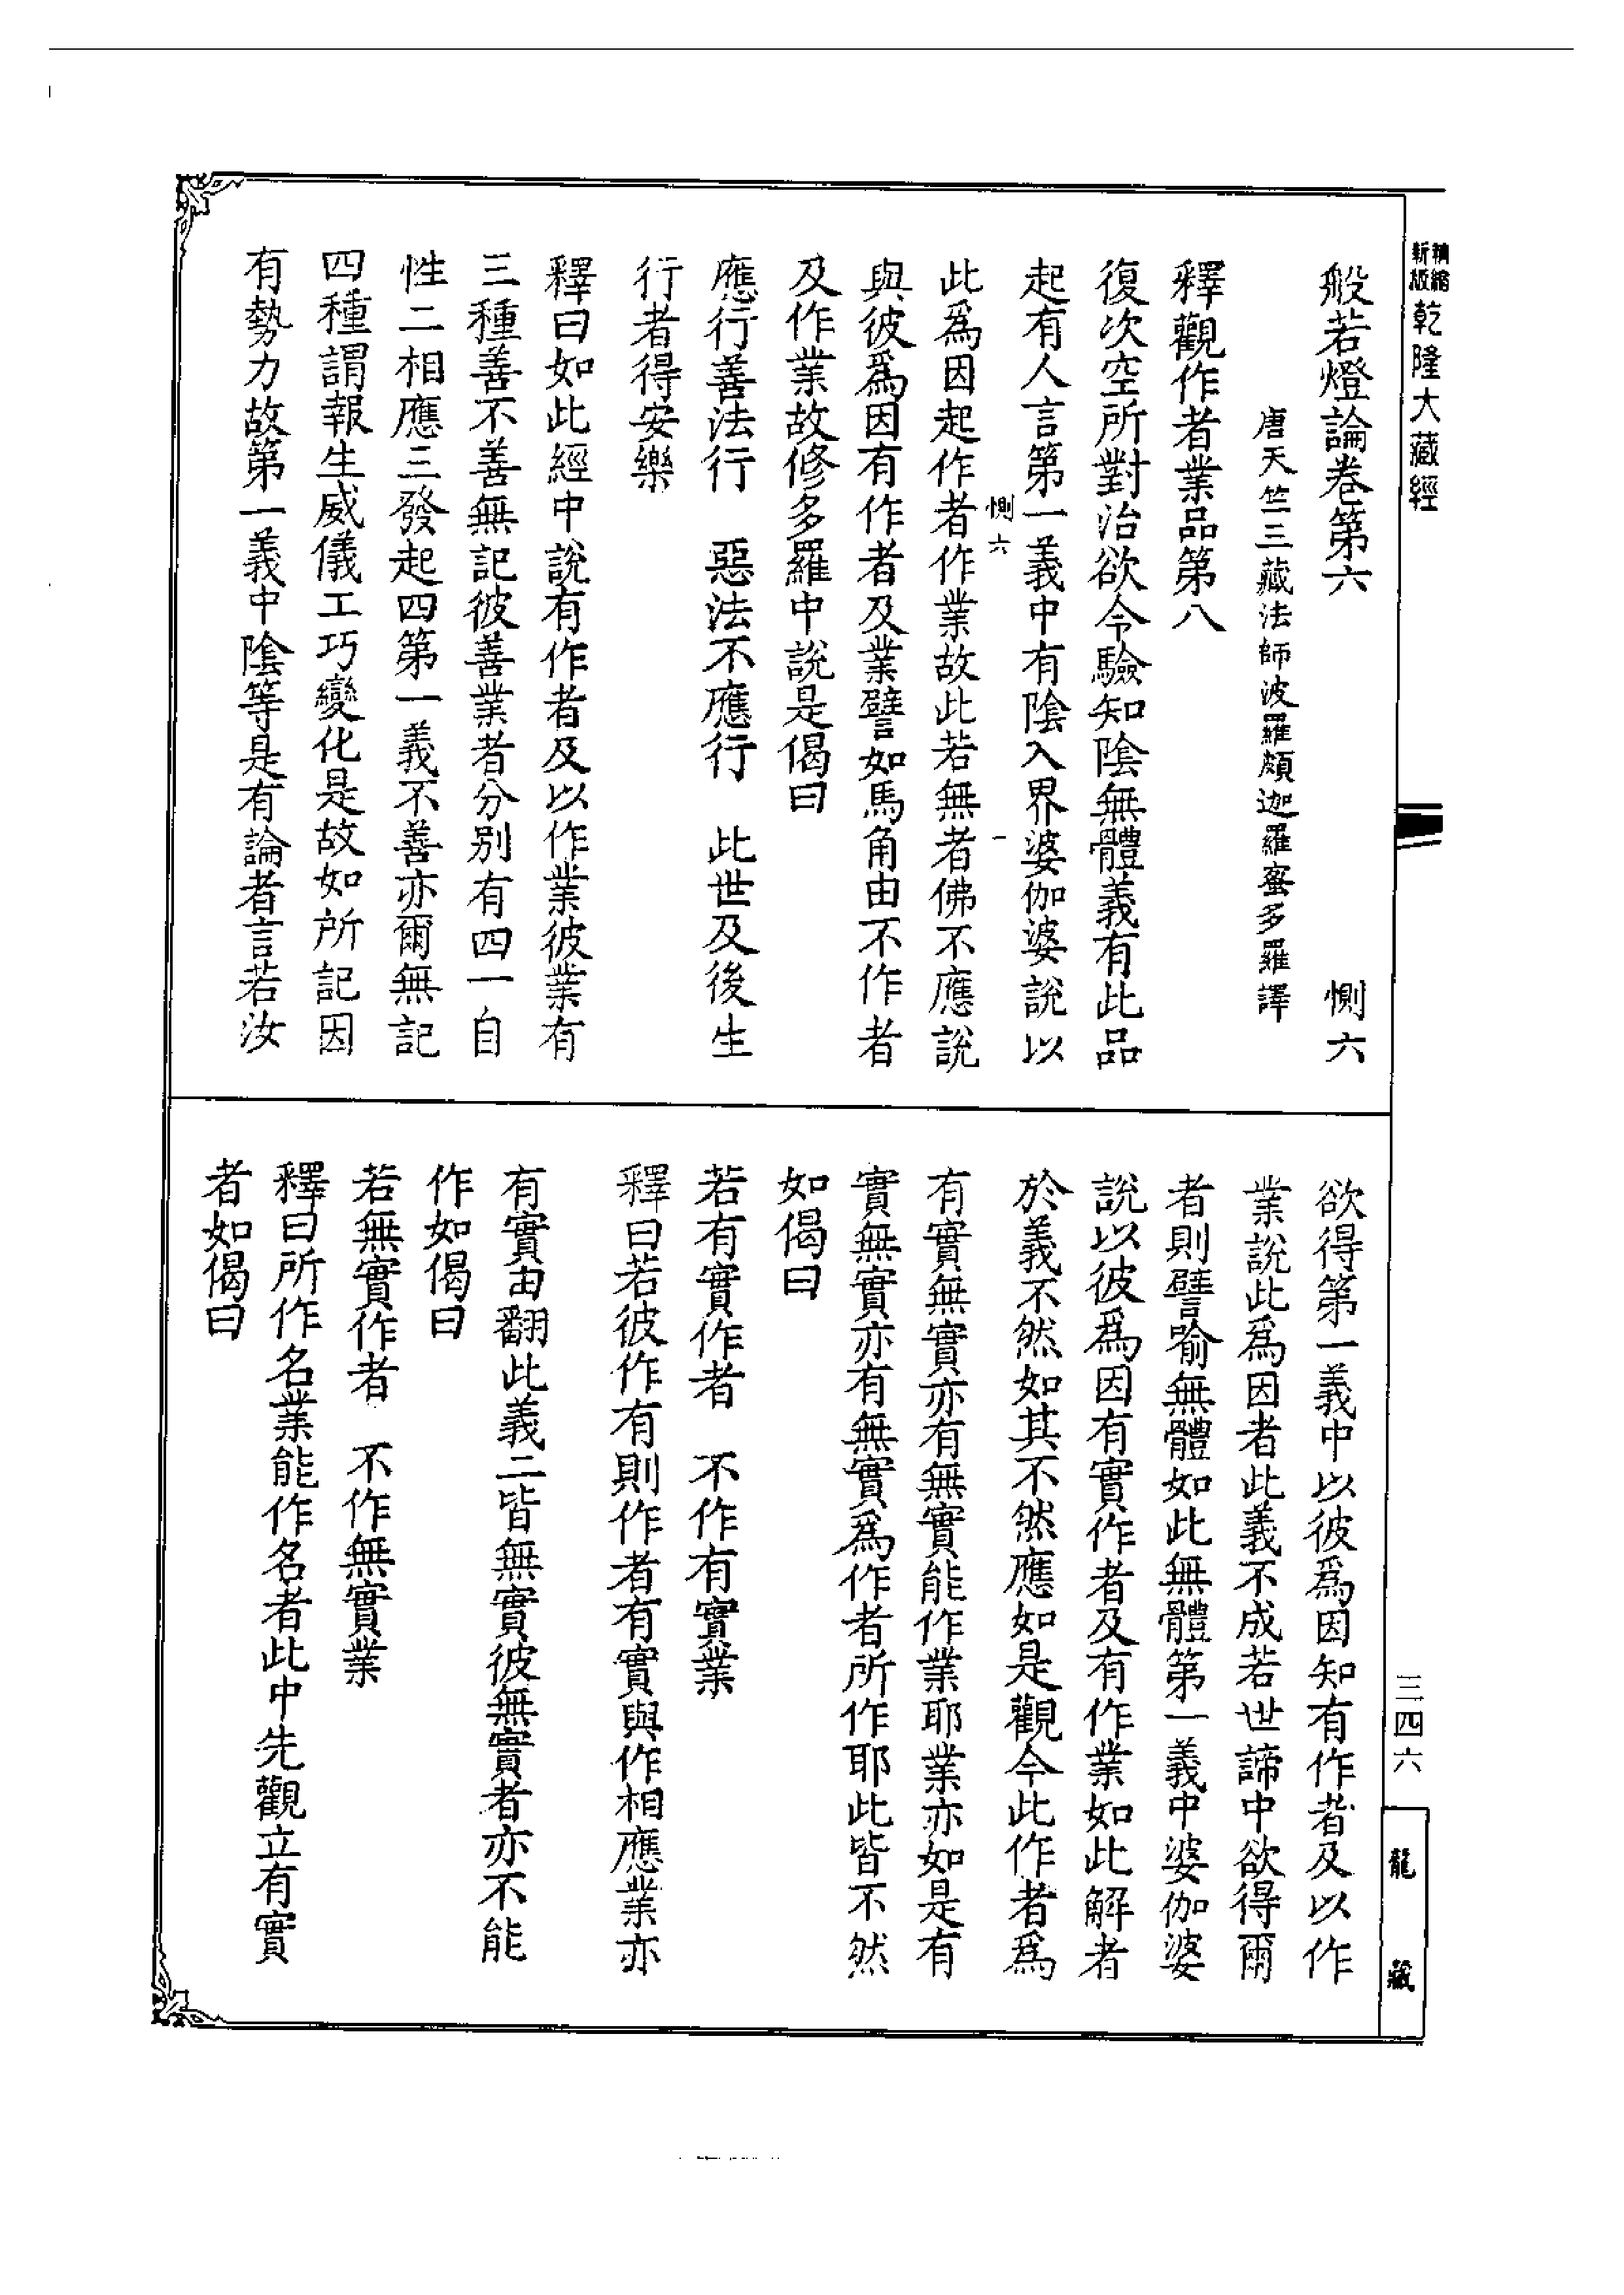 精縮
新版
乾隆大藏經
般若燈論卷第六　惻六
唐天竺三藏法師波羅頗迦羅蜜多羅譯
釋觀作者業品第八
復次空所對治欲令驗知陰無體義有此品
起有人言第一義中有陰入界婆伽婆說以
惻六　一
此爲因起作者作業故此若無者佛不應說
與彼爲因有作者及業譬如馬角由不作者
及作業故修多羅中說是偈曰
應行善法行　惡法不應行　此世及後生
行者得安樂
釋曰如此經中說有作者及以作業彼業有
三種善不善無記彼善業者分別有四一自
性二相應三發起四第一義不善亦爾無記
四種謂報生威儀工巧變化是故如所記因
有勢力故第一義中陰等是有論者言若汝
欲得第一義中以彼爲因知有作者及以作
業說此爲因者此義不成若世諦中欲得爾
者則譬喻無體如此無體第一義中婆伽婆
說以彼爲因有實作者及有作業如此解者
於義不然如其不然應如是觀今此作者爲
有實無實亦有無實能作業耶業亦如是有
實無實亦有無實爲作者所作耶此皆不然
如偈曰
若有實作者　不作有實業
釋曰若彼作有則作者有實與作相應業亦
有實由翻此義二皆無實彼無實者亦不能
作如偈曰
若無實作者　不作無實業
釋曰所作名業能作名者此中先觀立有實
者如偈曰
三四六
龍藏